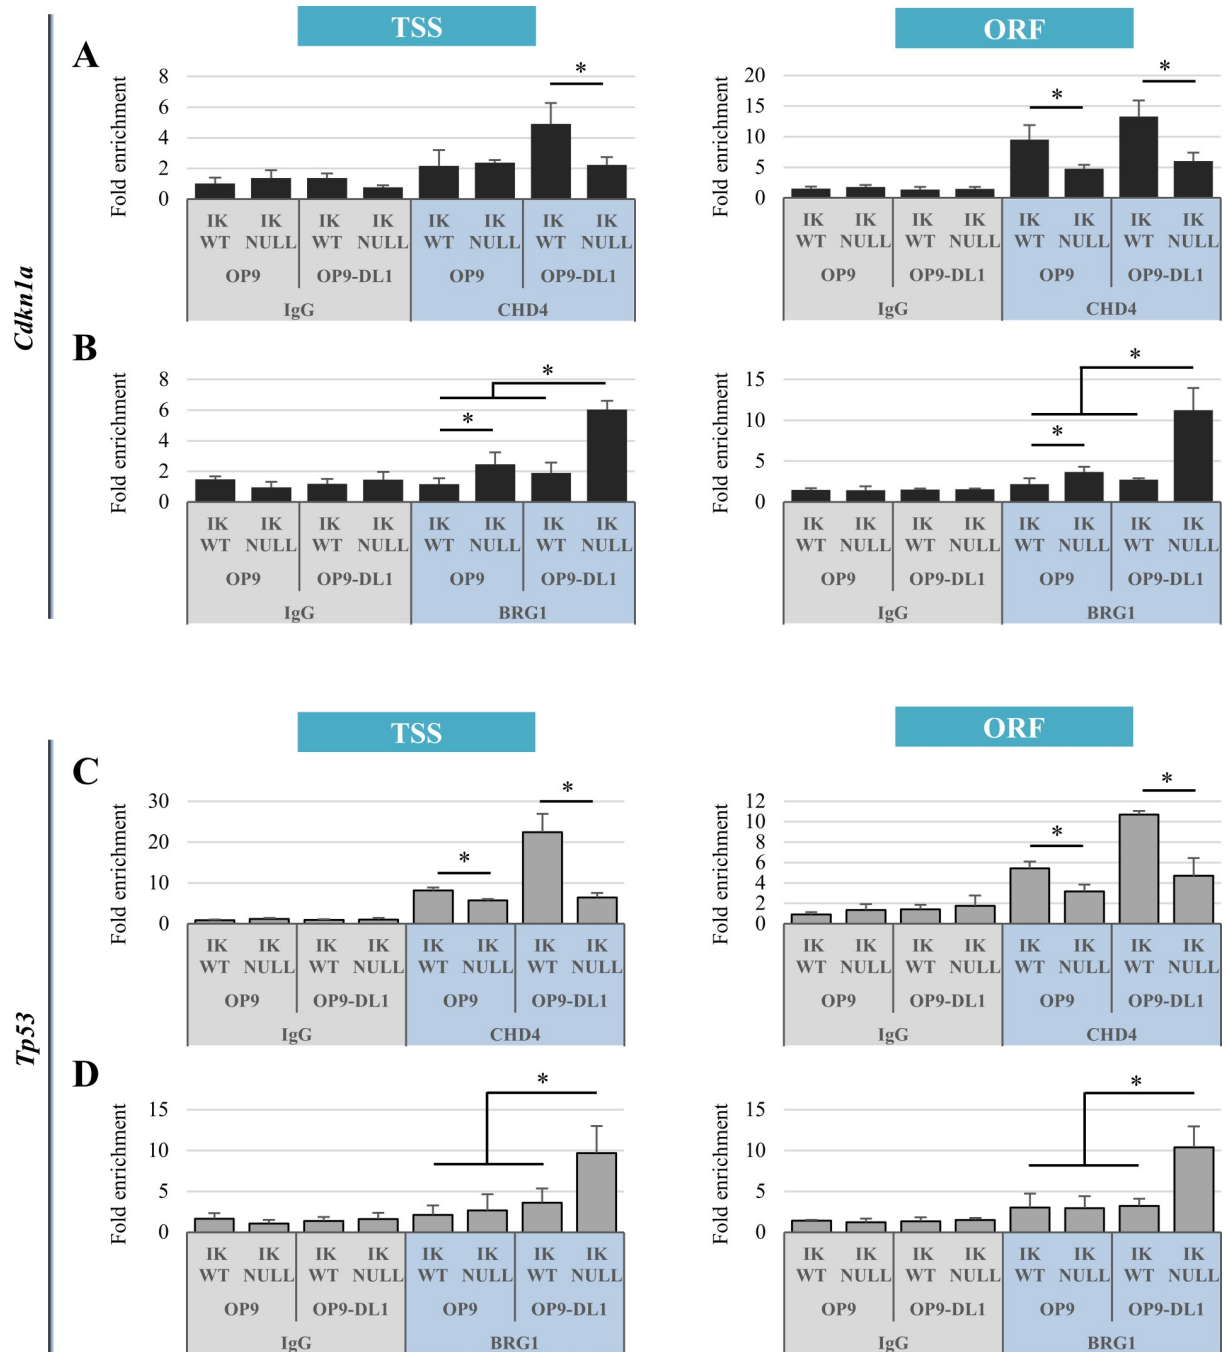 TSS
ORF
A
Cdkn1a
Fold enrichment
8
6
4
2
0
IK WT IK NULL IK WT IK NULL IK WT IK NULL IK WT IK NULL
OP9 OP9-DL1 OP9 OP9-DL1
IgG CHD4
*
Fold enrichment
20
15
10
5
0
IK WT IK NULL IK WT IK NULL IK WT IK NULL IK WT IK NULL
OP9 OP9-DL1 OP9 OP9-DL1
IgG CHD4
*
*
B
Fold enrichment
8
6
4
2
0
IK WT IK NULL IK WT IK NULL IK WT IK NULL IK WT IK NULL
OP9 OP9-DL1 OP9 OP9-DL1
IgG BRG1
*
*
Fold enrichment
15
10
5
0
IK WT IK NULL IK WT IK NULL IK WT IK NULL IK WT IK NULL
OP9 OP9-DL1 OP9 OP9-DL1
IgG BRG1
*
*
TSS
ORF
C
Tp53
Fold enrichment
30
20
10
0
IK WT IK NULL IK WT IK NULL IK WT IK NULL IK WT IK NULL
OP9 OP9-DL1 OP9 OP9-DL1
IgG CHD4
*
*
Fold enrichment
12
10
8
6
4
2
0
IK WT IK NULL IK WT IK NULL IK WT IK NULL IK WT IK NULL
OP9 OP9-DL1 OP9 OP9-DL1
IgG CHD4
*
*
D
Fold enrichment
15
10
5
0
IK WT IK NULL IK WT IK NULL IK WT IK NULL IK WT IK NULL
OP9 OP9-DL1 OP9 OP9-DL1
IgG BRG1
*
Fold enrichment
15
10
5
0
IK WT IK NULL IK WT IK NULL IK WT IK NULL IK WT IK NULL
OP9 OP9-DL1 OP9 OP9-DL1
IgG BRG1
*